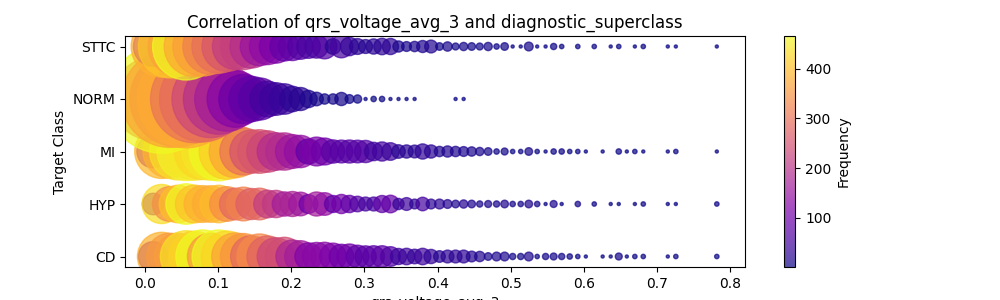 Correlation of qrs_voltage_avg_3 and diagnostic_superclass
STTC
NORM
MI
HYP
CD
Target Class
0.0 0.1 0.2 0.3 0.4 0.5 0.6 0.7 0.8
qrs_voltage_avg_3
400
300
200
100
Frequency